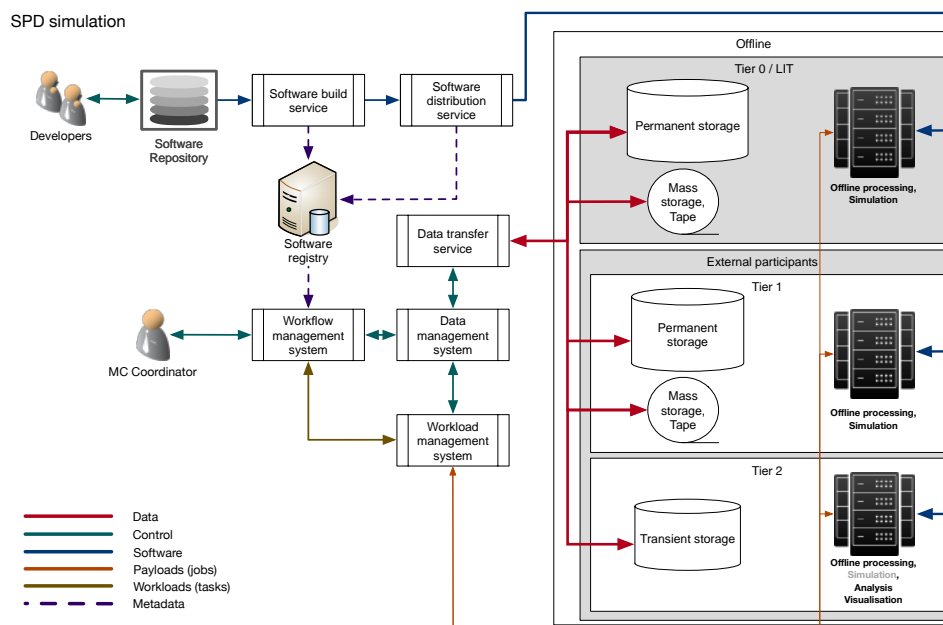 SPD simulation
Developers
Software
Repository
Software build
service
Software
distribution
service
Software
registry
Data transfer
service
MC Coordinator
Workflow
management
system
Data
management
system
Workload
management
system
Data
Control
Software
Payloads (jobs)
Workloads (tasks)
Metadata
Offline
Tier 0 / LIT
Permanent storage
Mass
storage,
Tape
Offline processing,
Simulation
External participants
Tier 1
Permanent
storage
Mass
storage,
Tape
Offline processing,
Simulation
Tier 2
Transient storage
Offline processing,
Simulation,
Analysis
Visualisation